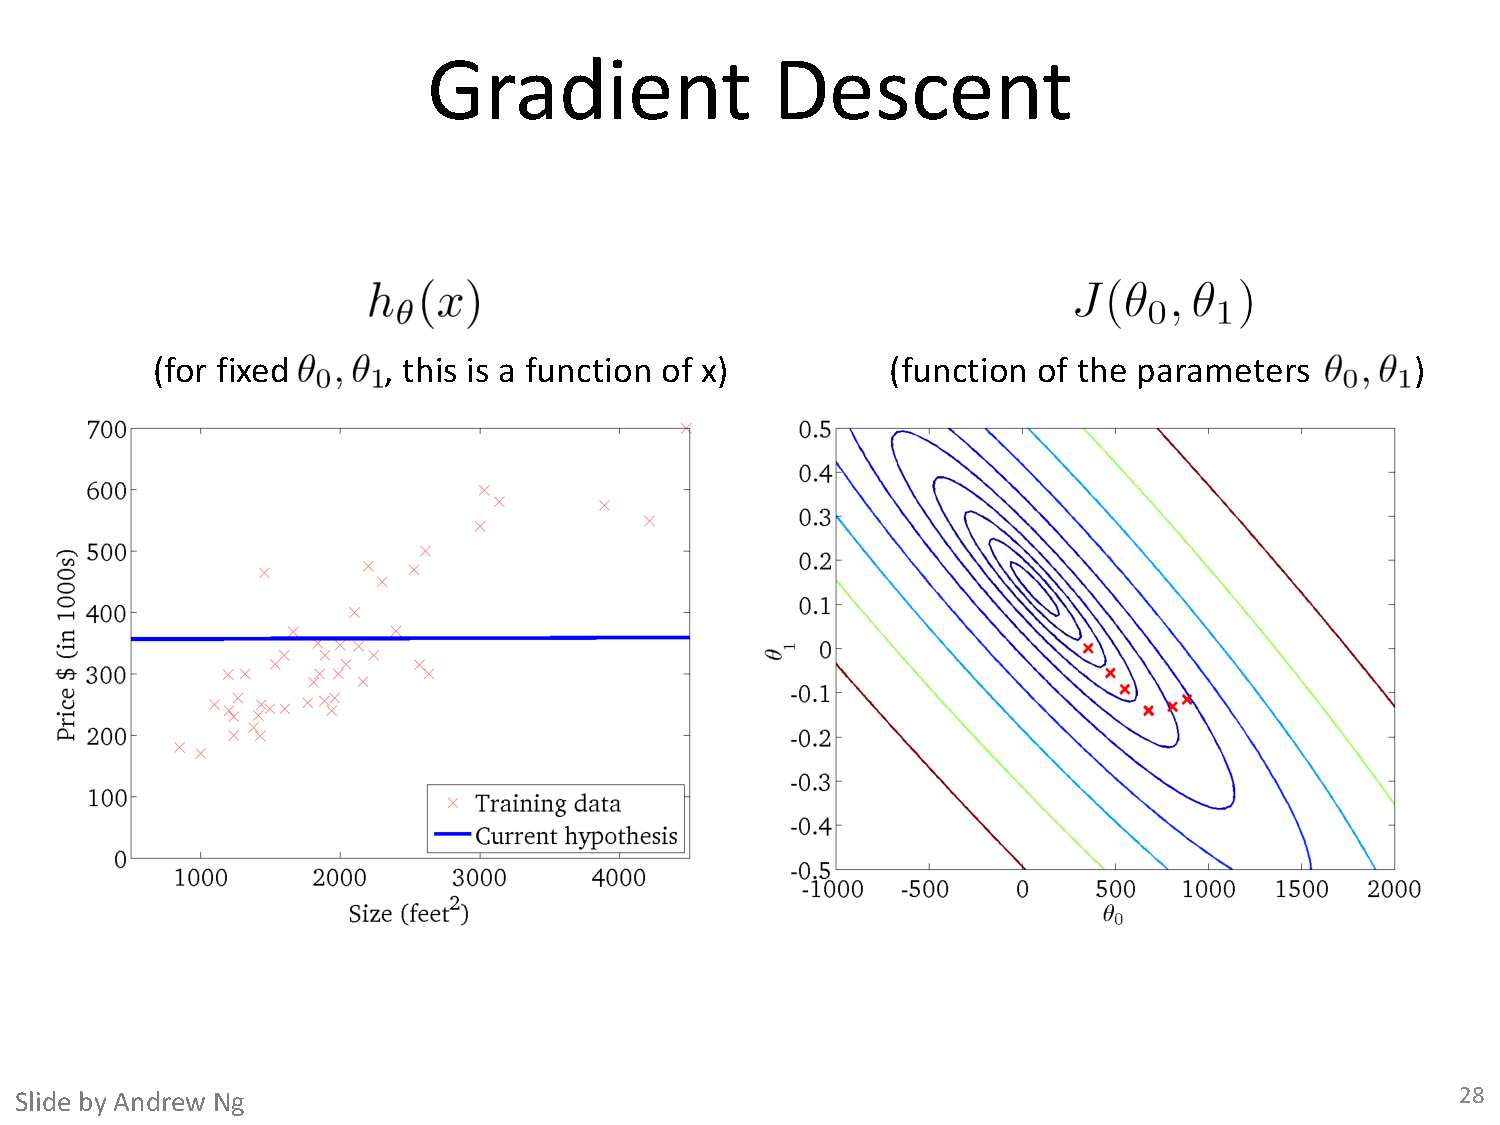 Gradient Descent
hθ(x)
(for fixed θ0, θ1, this is a function of x)
700
600
500
400
300
200
100
0
Price $ (in 1000s)
1000 2000 3000 4000
Size (feet2)
Training data
Current hypothesis
J(θ0, θ1)
(function of the parameters θ0, θ1)
0.5
0.4
0.3
0.2
0.1
0
-0.1
-0.2
-0.3
-0.4
-0.5
θ1
-1000 -500 0 500 1000 1500 2000
θ0
Slide by Andrew Ng
28